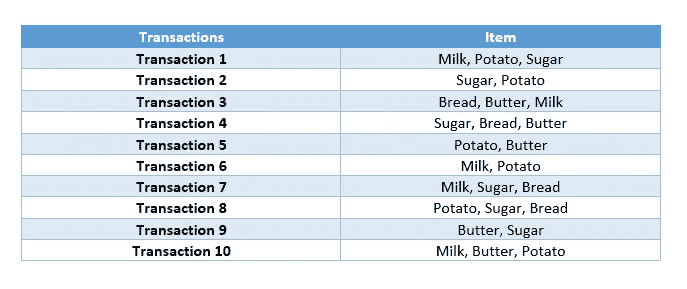 Transactions Item
Transaction 1 Milk, Potato, Sugar
Transaction 2 Sugar, Potato
Transaction 3 Bread, Butter, Milk
Transaction 4 Sugar, Bread, Butter
Transaction 5 Potato, Butter
Transaction 6 Milk, Potato
Transaction 7 Milk, Sugar, Bread
Transaction 8 Potato, Sugar, Bread
Transaction 9 Butter, Sugar
Transaction 10 Milk, Butter, Potato